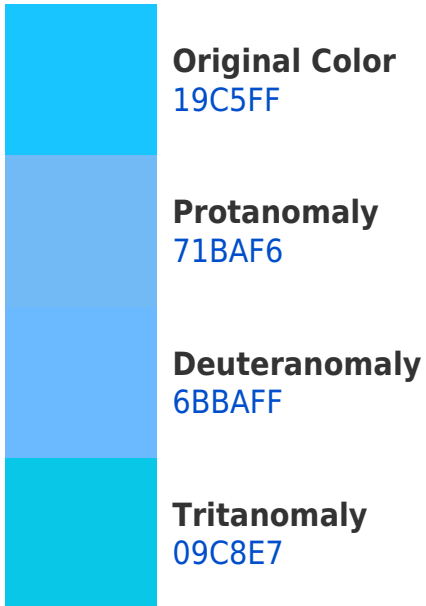 Original Color
19C5FF
Protanomaly
71BAF6
Deuteranomaly
6BBAFF
Tritanomaly
09C8E7